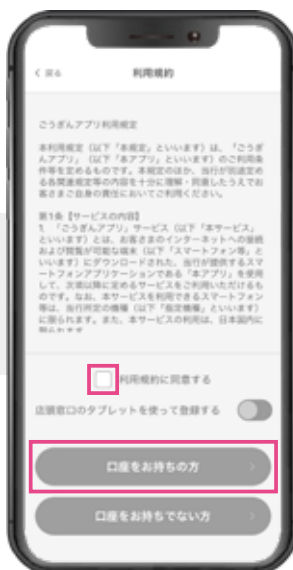 < 戻る
利用規約
ごうぎんアプリ利用規定
本利用規定（以下「本規定」といいます）は、「ごうぎ
んアプリ」（以下「本アプリ」といいます）のご利用条
件等を定めるものです。本規定のほか、当行が別途定め
る各関連規定等の内容を十分に理解・同意したうえでお
客さまご自身の責任においてご利用ください。
第1条【サービスの内容】
1. 「ごうぎんアプリ」サービス（以下「本サービス」
といいます）とは、お客さまのインターネットへの接続
および閲覧が可能な端末（以下「スマートフォン等」と
いいます）にダウンロードされた、当行が提供するスマ
ートフォンアプリケーションである「本アプリ」を使用
して、次項以降に定めるサービスをご利用いただけるも
のです。なお、本サービスを利用できるスマートフォン
等は、当行所定の機種（以下「指定機種」といいます）
に限られます。また、本サービスの利用は、日本国内に
限られます
利用規約に同意する
店頭窓口のタブレットを使って登録する
口座をお持ちの方 >
口座をお持ちでない方 >